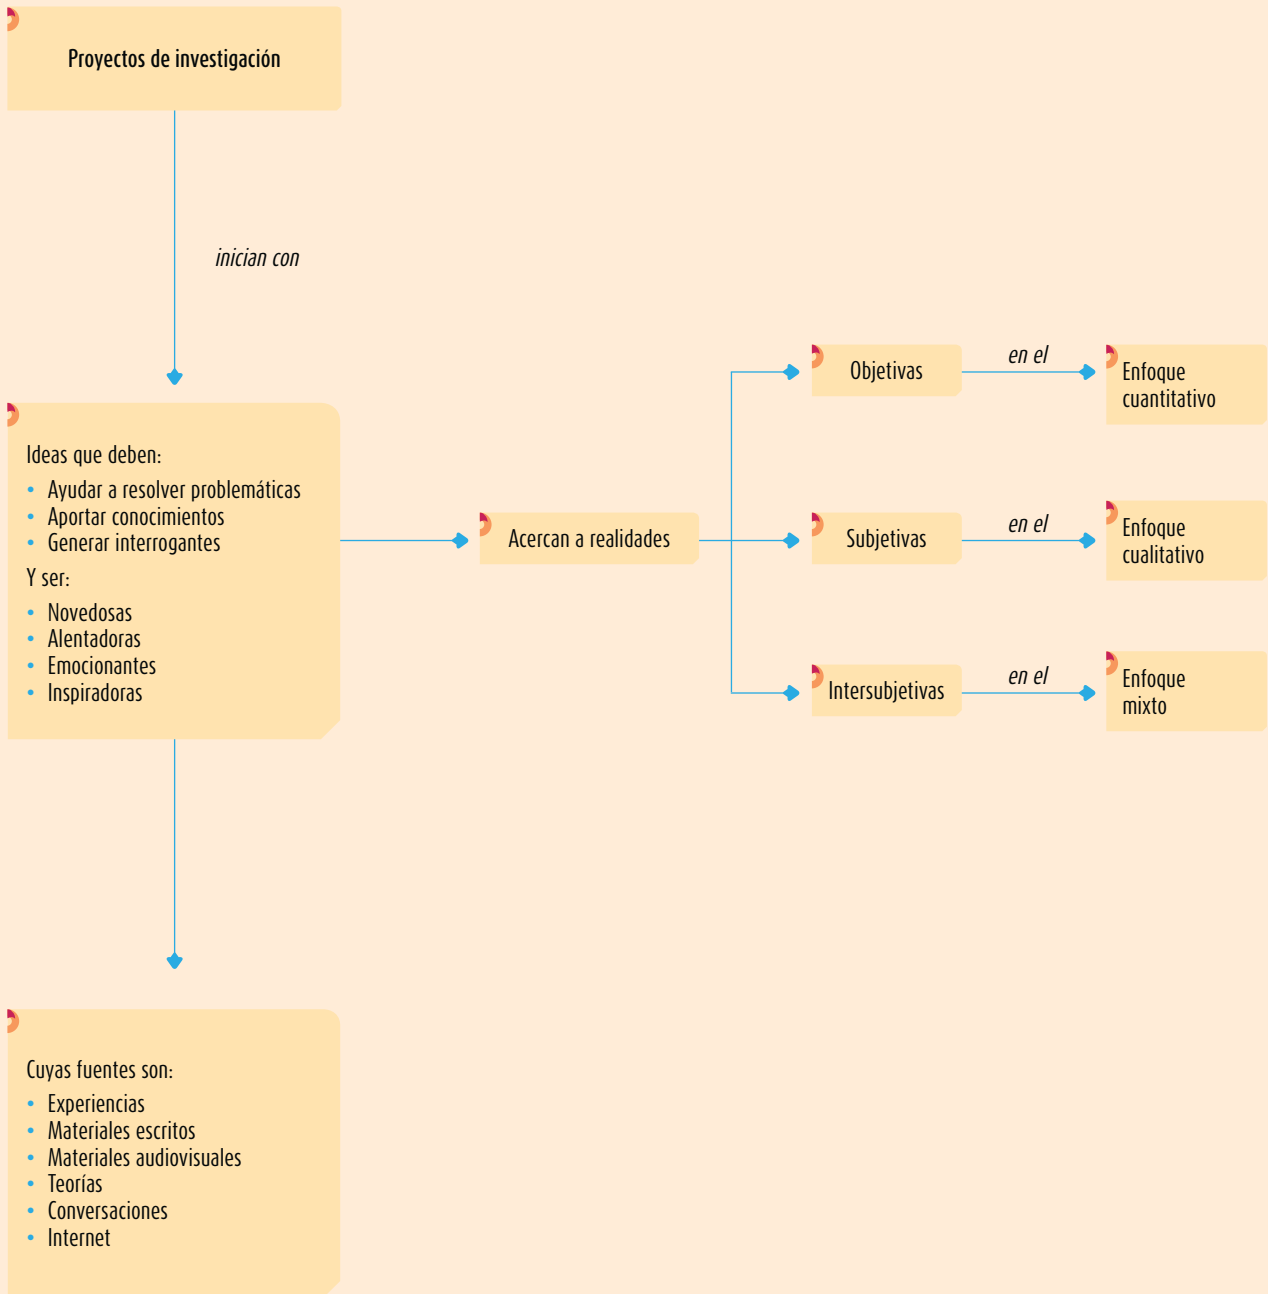 Proyectos de investigación
inician con
Ideas que deben:
• Ayudar a resolver problemáticas
• Aportar conocimientos
• Generar interrogantes
Y ser:
• Novedosas
• Alentadoras
• Emocionantes
• Inspiradoras
Acercan a realidades
Objetivas
en el
Enfoque
cuantitativo
Subjetivas
en el
Enfoque
cualitativo
Intersubjetivas
en el
Enfoque
mixto
Cuyas fuentes son:
• Experiencias
• Materiales escritos
• Materiales audiovisuales
• Teorías
• Conversaciones
• Internet